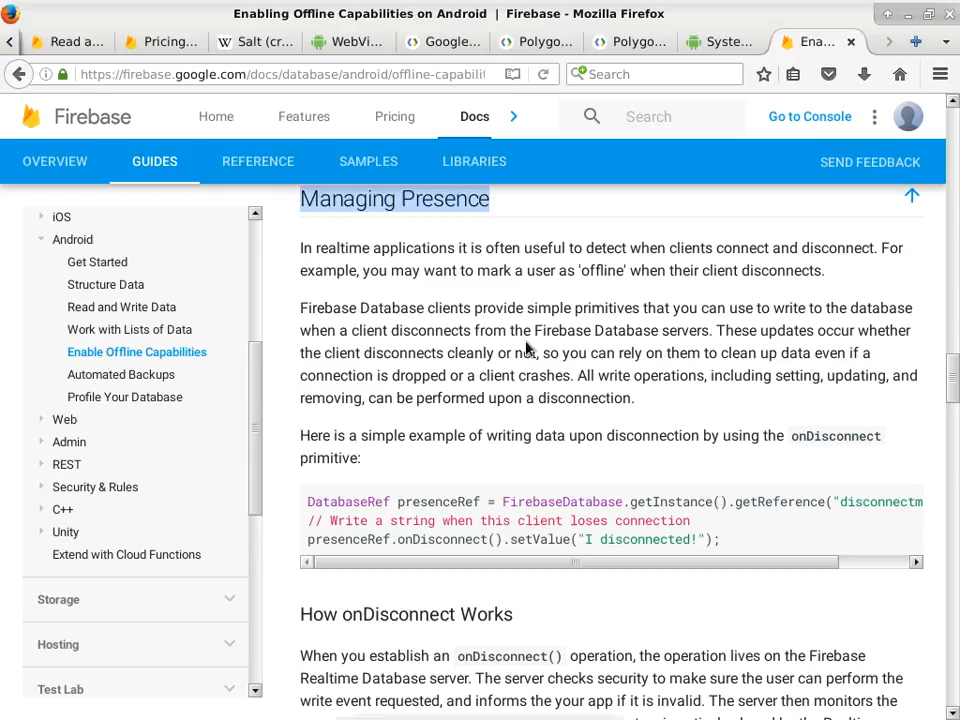 Enabling Offline Capabilities on Android | Firebase - Mozilla Firefox
Read a...
Pricing...
Salt (cr...
WebVi...
Google...
Polygo...
Polygo...
Syste...
Ena...
https://firebase.google.com/docs/database/android/offline-capabilit
Search
Firebase
Home
Features
Pricing
Docs
Search
Go to Console
OVERVIEW
GUIDES
REFERENCE
SAMPLES
LIBRARIES
SEND FEEDBACK
iOS
Android
Get Started
Structure Data
Read and Write Data
Work with Lists of Data
Enable Offline Capabilities
Automated Backups
Profile Your Database
Web
Admin
REST
Security & Rules
C++
Unity
Extend with Cloud Functions
Storage
Hosting
Test Lab
Managing Presence
In realtime applications it is often useful to detect when clients connect and disconnect. For
example, you may want to mark a user as 'offline' when their client disconnects.
Firebase Database clients provide simple primitives that you can use to write to the database
when a client disconnects from the Firebase Database servers. These updates occur whether
the client disconnects cleanly or not, so you can rely on them to clean up data even if a
connection is dropped or a client crashes. All write operations, including setting, updating, and
removing, can be performed upon a disconnection.
Here is a simple example of writing data upon disconnection by using the onDisconnect
primitive:
DatabaseRef presenceRef = FirebaseDatabase.getInstance().getReference("disconnectm
// Write a string when this client loses connection
presenceRef.onDisconnect().setValue("I disconnected!");
How onDisconnect Works
When you establish an onDisconnect() operation, the operation lives on the Firebase
Realtime Database server. The server checks security to make sure the user can perform the
write event requested, and informs the your app if it is invalid. The server then monitors the